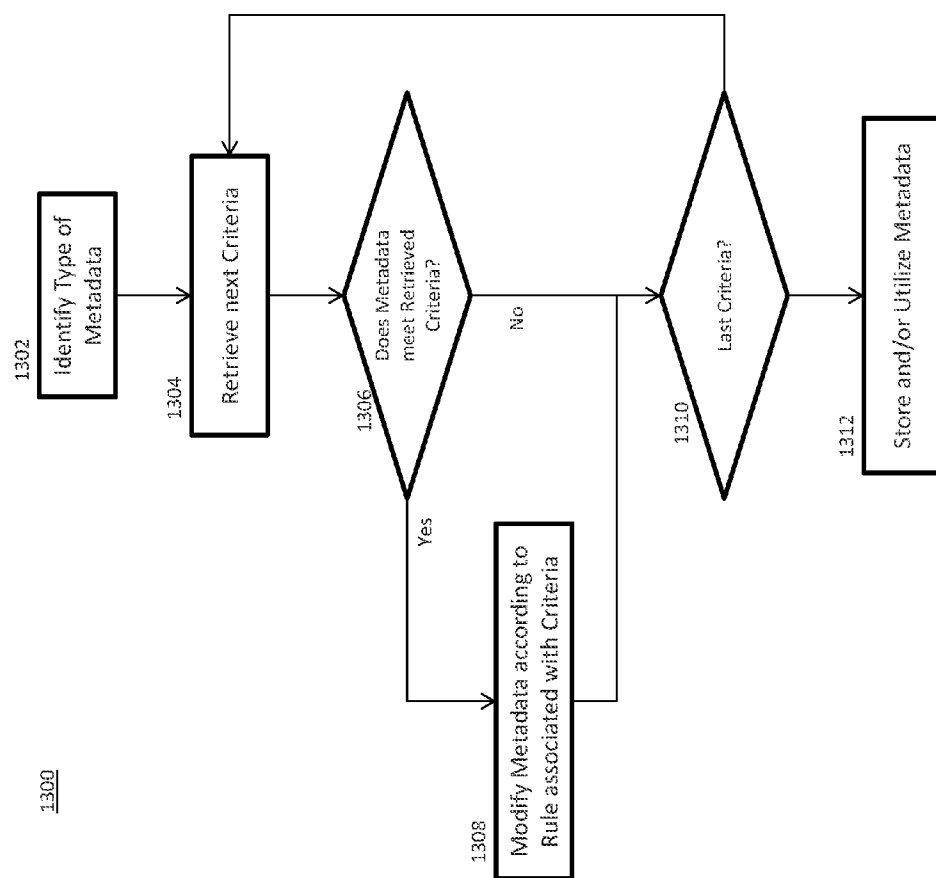 1300
1302
Identify Type of
Metadata
1304
Retrieve next Criteria
1306
Does Metadata
meet Retrieved
Criteria?
Yes
No
1308
Modify Metadata according to
Rule associated with Criteria
1310
Last Criteria?
1312
Store and/or Utilize Metadata